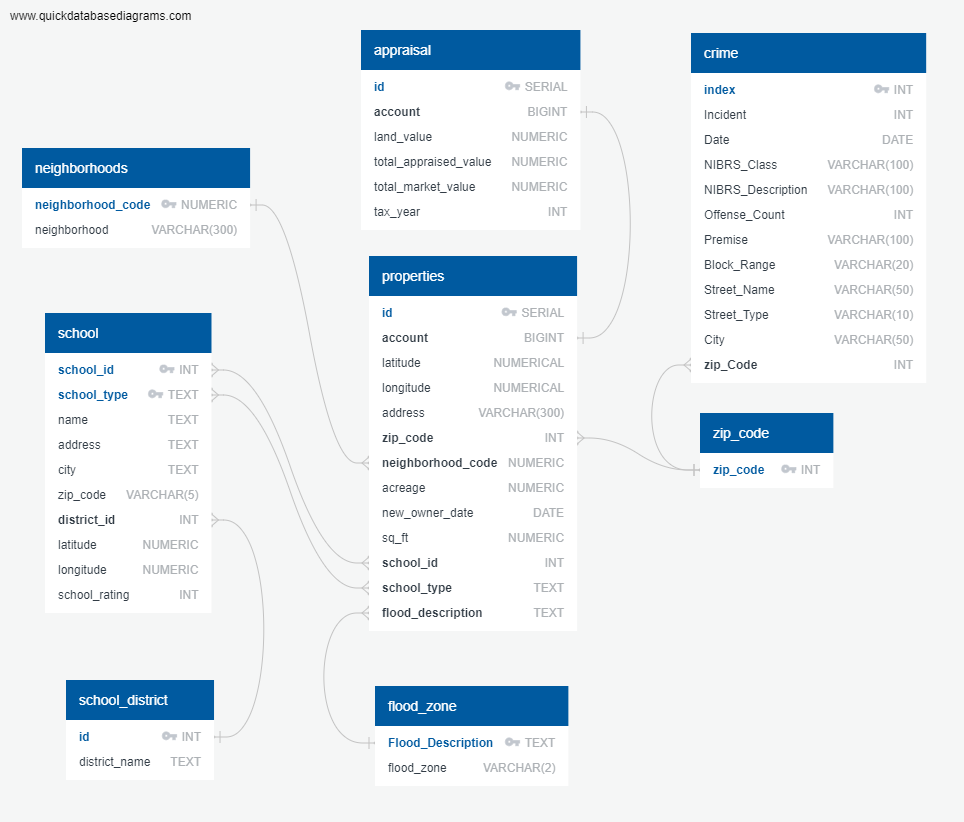 www.quickdatabasediagrams.com
appraisal
id SERIAL
account BIGINT
land_value NUMERIC
total_appraised_value NUMERIC
total_market_value NUMERIC
tax_year INT
crime
index INT
Incident INT
Date DATE
NIBRS_Class VARCHAR(100)
NIBRS_Description VARCHAR(100)
Offense_Count INT
Premise VARCHAR(100)
Block_Range VARCHAR(20)
Street_Name VARCHAR(50)
Street_Type VARCHAR(10)
City VARCHAR(50)
zip_Code INT
neighborhoods
neighborhood_code NUMERIC
neighborhood VARCHAR(300)
properties
id SERIAL
account BIGINT
latitude NUMERICAL
longitude NUMERICAL
address VARCHAR(300)
zip_code INT
neighborhood_code NUMERIC
acreage NUMERIC
new_owner_date DATE
sq_ft NUMERIC
school_id INT
school_type TEXT
flood_description TEXT
school
school_id INT
school_type TEXT
name TEXT
address TEXT
city TEXT
zip_code VARCHAR(5)
district_id INT
latitude NUMERIC
longitude NUMERIC
school_rating INT
zip_code
zip_code INT
school_district
id INT
district_name TEXT
flood_zone
Flood_Description TEXT
flood_zone VARCHAR(2)